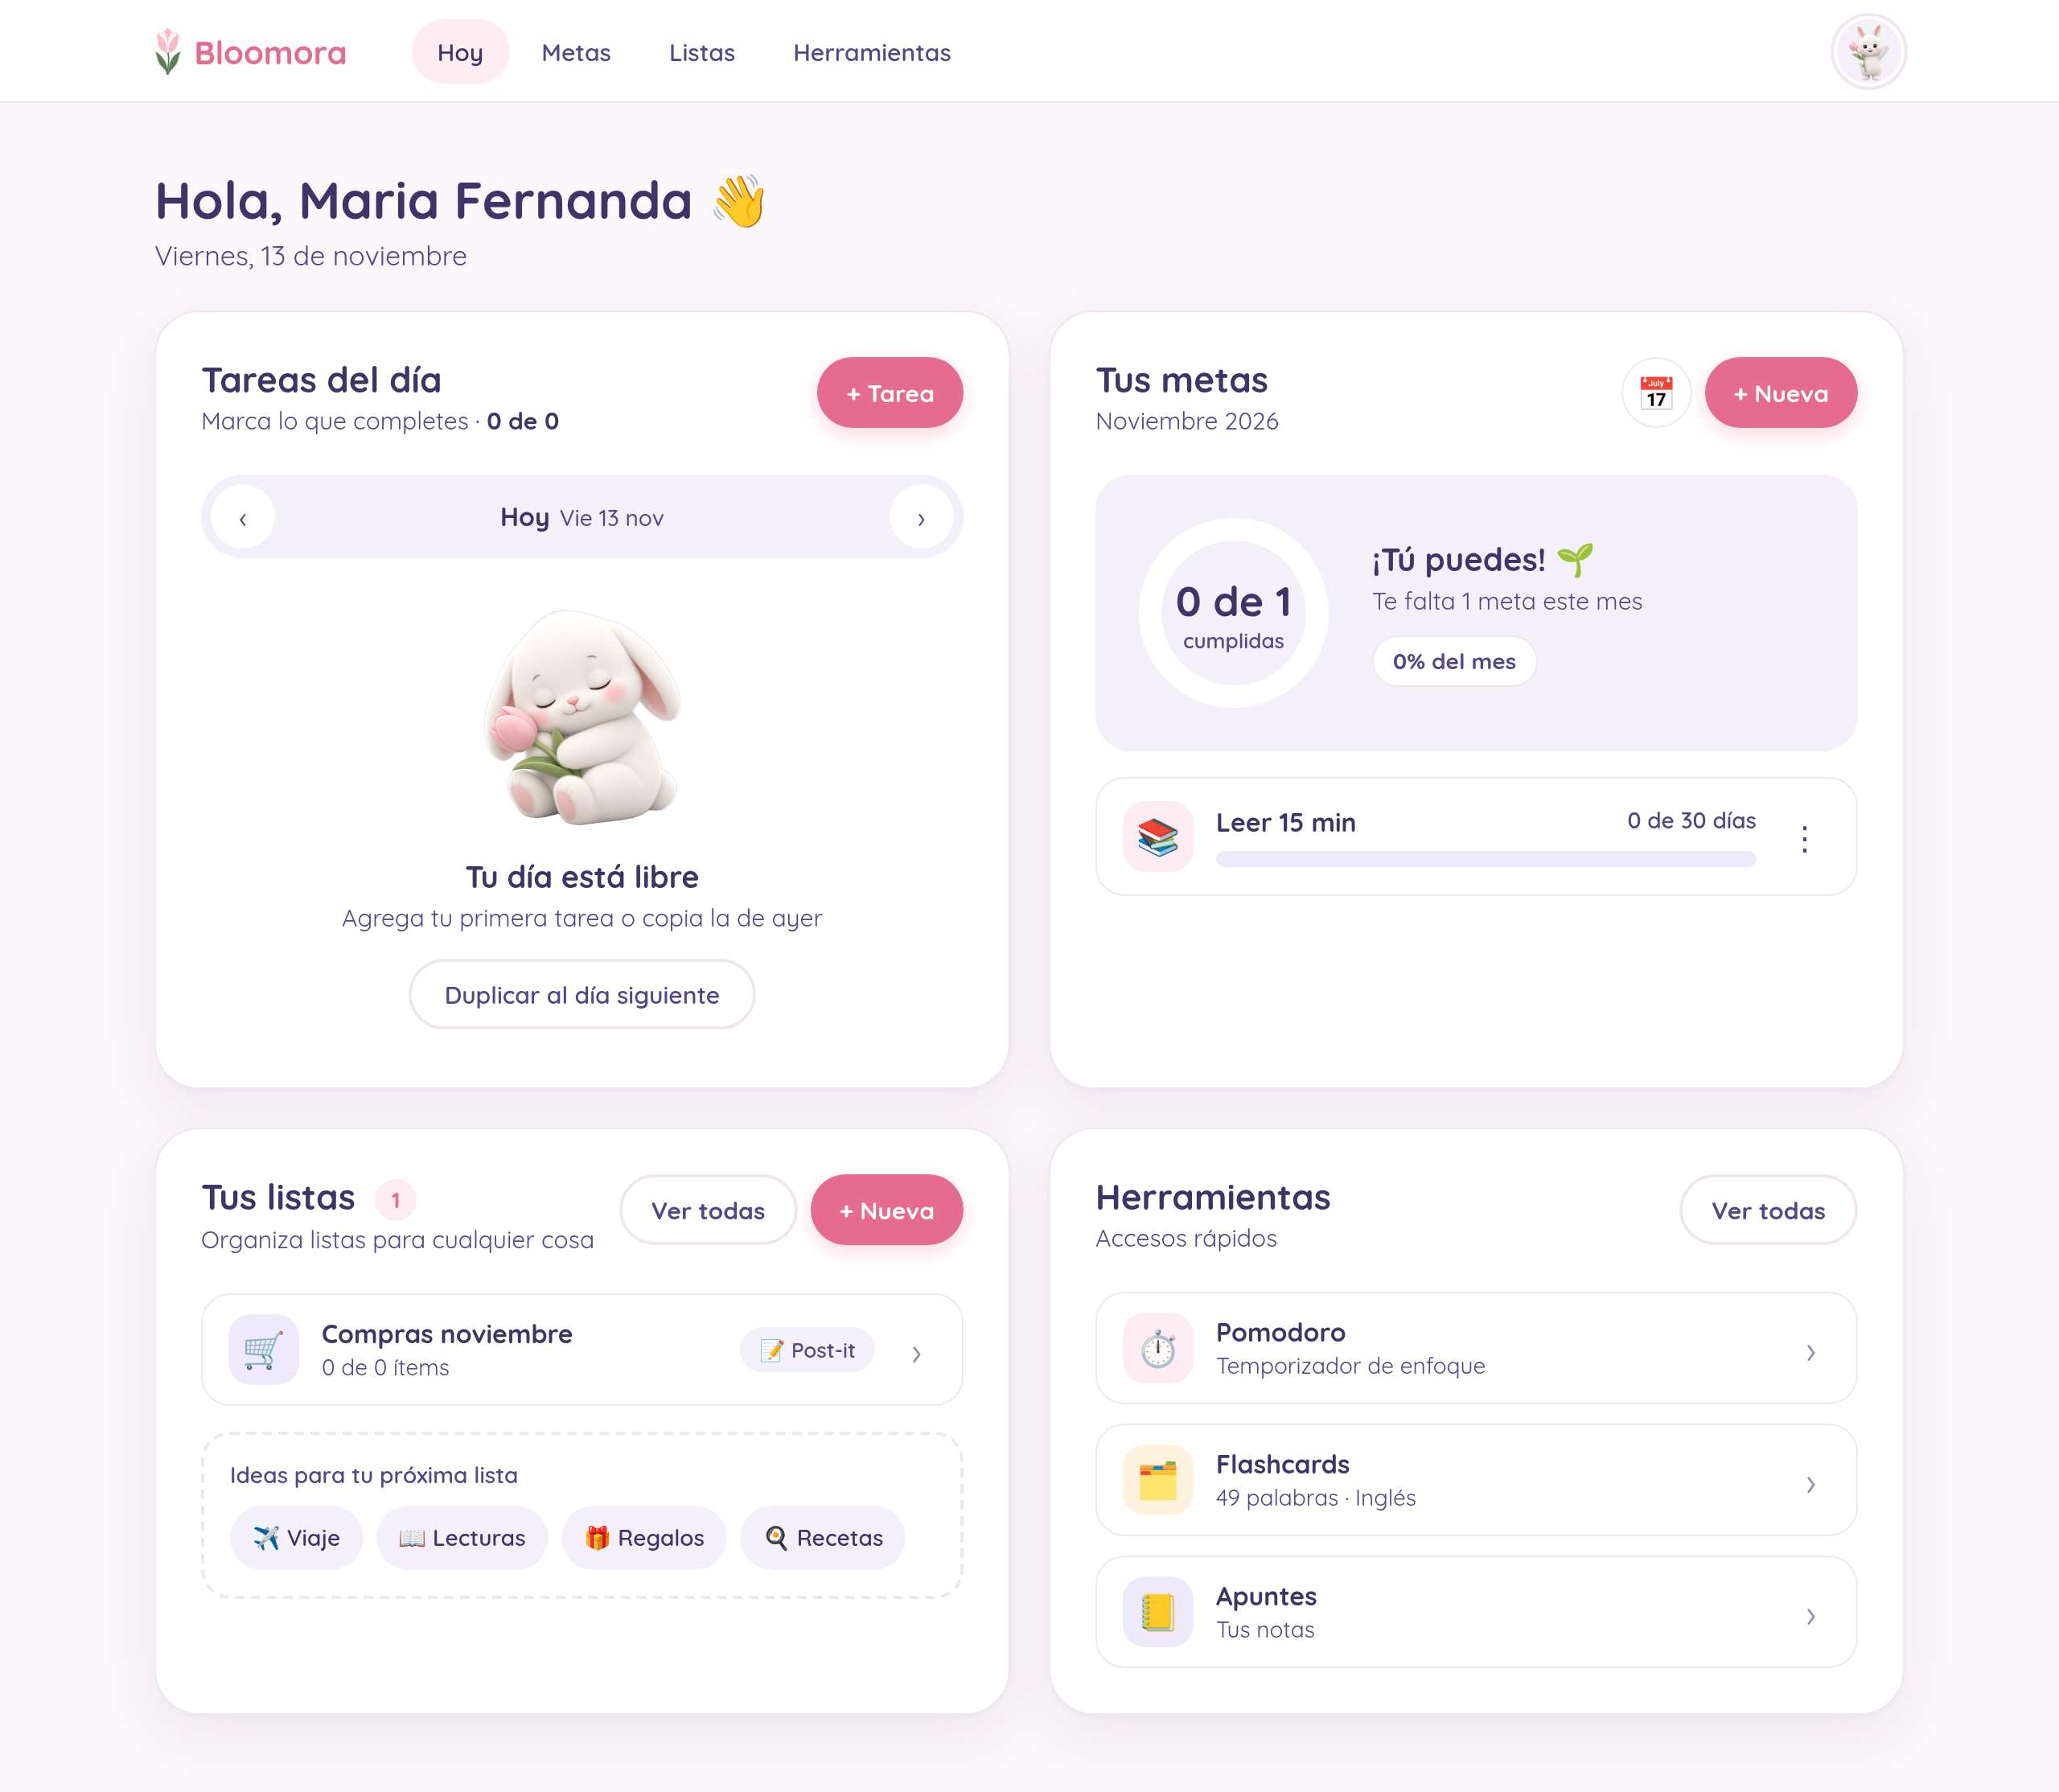 Bloomora
Hoy
Metas
Listas
Herramientas
Hola, Maria Fernanda 👋
Viernes, 13 de noviembre
Tareas del día
Marca lo que completes · 0 de 0
+ Tarea
‹
Hoy Vie 13 nov
›
Tu día está libre
Agrega tu primera tarea o copia la de ayer
Duplicar al día siguiente
Tus metas
Noviembre 2026
July
17
+ Nueva
0 de 1
cumplidas
¡Tú puedes! 🌱
Te falta 1 meta este mes
0% del mes
Leer 15 min
0 de 30 días
⋮
Tus listas 1
Organiza listas para cualquier cosa
Ver todas
+ Nueva
Compras noviembre
0 de 0 ítems
📝 Post-it
›
Ideas para tu próxima lista
✈️ Viaje
📖 Lecturas
🎁 Regalos
🍳 Recetas
Herramientas
Accesos rápidos
Ver todas
Pomodoro
Temporizador de enfoque
›
Flashcards
49 palabras · Inglés
›
Apuntes
Tus notas
›